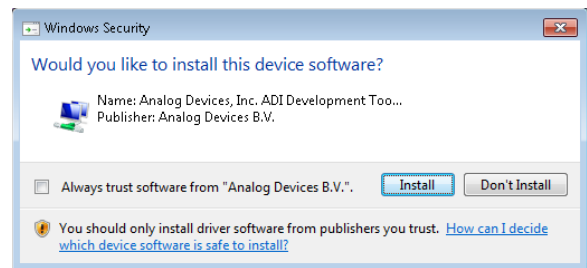 Windows Security
Would you like to install this device software?
Name: Analog Devices, Inc. ADI Development Too...
Publisher: Analog Devices B.V.
Always trust software from "Analog Devices B.V.".
Install
Don't Install
You should only install driver software from publishers you trust. How can I decide
which device software is safe to install?